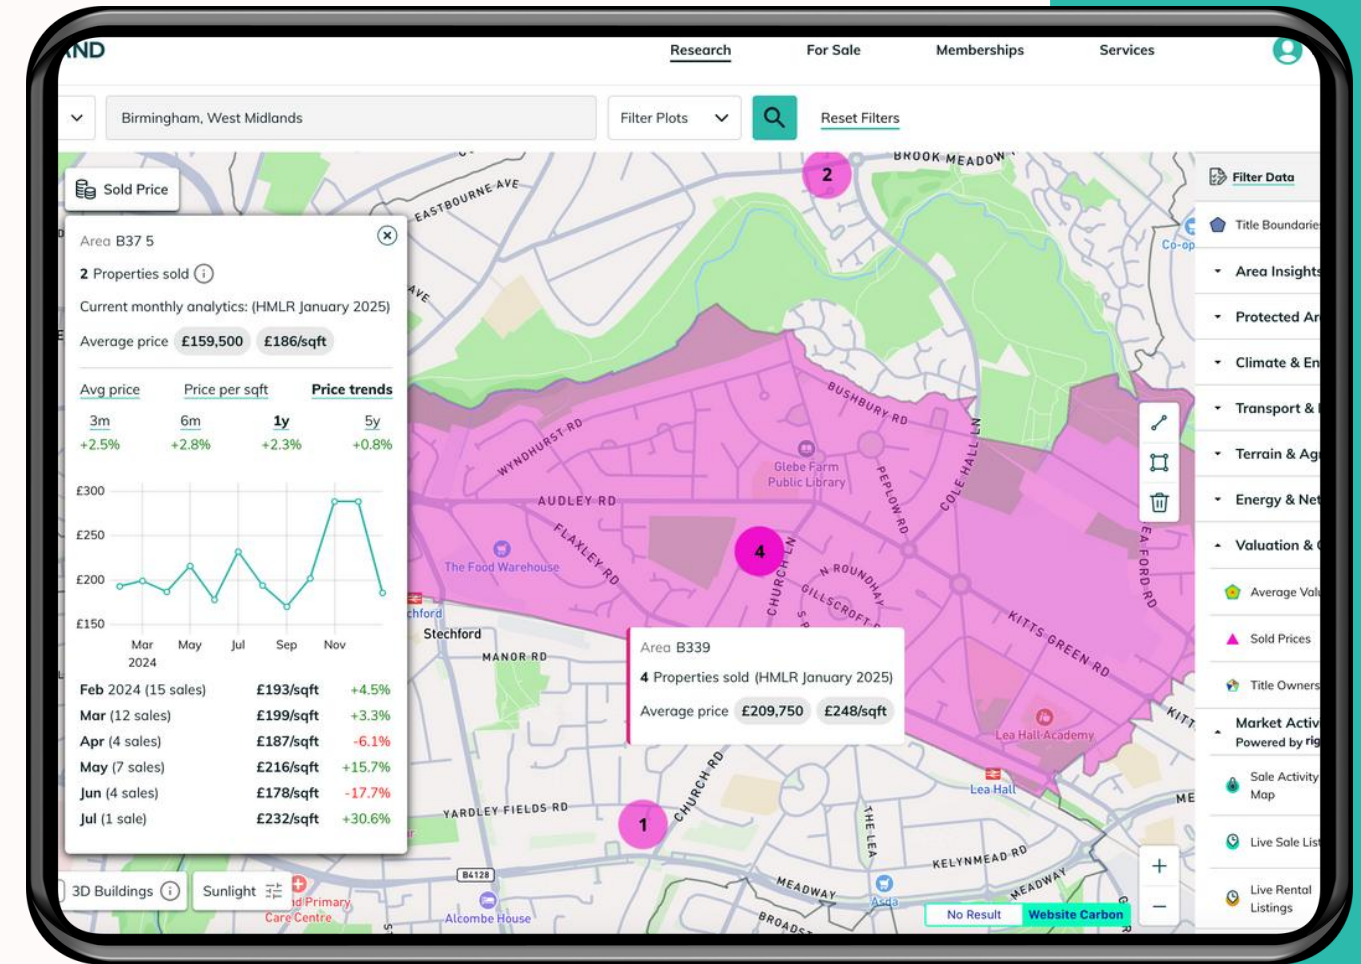 Research For Sale Memberships Services
Birmingham, West Midlands
Filter Plots
Reset Filters
Sold Price
Area B37 5
2 Properties sold
Current monthly analytics: (HMLR January 2025)
Average price £159,500 £186/sqft
Avg price Price per sqft Price trends
3m 6m 1y 5y
+2.5% +2.8% +2.3% +0.8%
£300
£250
£200
£150
Mar May Jul Sep Nov
2024
Feb 2024 (15 sales) £193/sqft +4.5%
Mar (12 sales) £199/sqft +3.3%
Apr (4 sales) £187/sqft -6.1%
May (7 sales) £216/sqft +15.7%
Jun (4 sales) £178/sqft -17.7%
Jul (1 sale) £232/sqft +30.6%
3D Buildings
Sunlight
EASTBOURNE AVE
AVE
BROOK MEADOW
2
Co-op
BUSHBURY RD
WYNDHURST RD
Glebe Farm
Public Library
COLE HALL LN
PEPLOW RD
AUDLEY RD
FLAXLEY RD
The Food Warehouse
4
CHURCH LN
N ROUNDHAY
GILLSCROFT
KITTS GREEN RD
EA FORD RD
Stechford
MANOR RD
Area B339
4 Properties sold (HMLR January 2025)
Average price £209,750 £248/sqft
Lea Hall Academy
Lea Hall
CHURCH RD
YARDLEY FIELDS RD
1
THE LEA
KELYNMEAD RD
MEADWAY
MEADWAY
B4128
Alcombe House
Asda
Primary
Care Centre
No Result Website Carbon
+
−
Filter Data
Title Boundarie
Area Insights
Protected Ar
Climate & En
Transport &
Terrain & Ag
Energy & Net
Valuation &
Average Val
Sold Prices
Title Owners
Market Activ
Powered by rig
Sale Activity
Map
Live Sale List
Live Rental
Listings